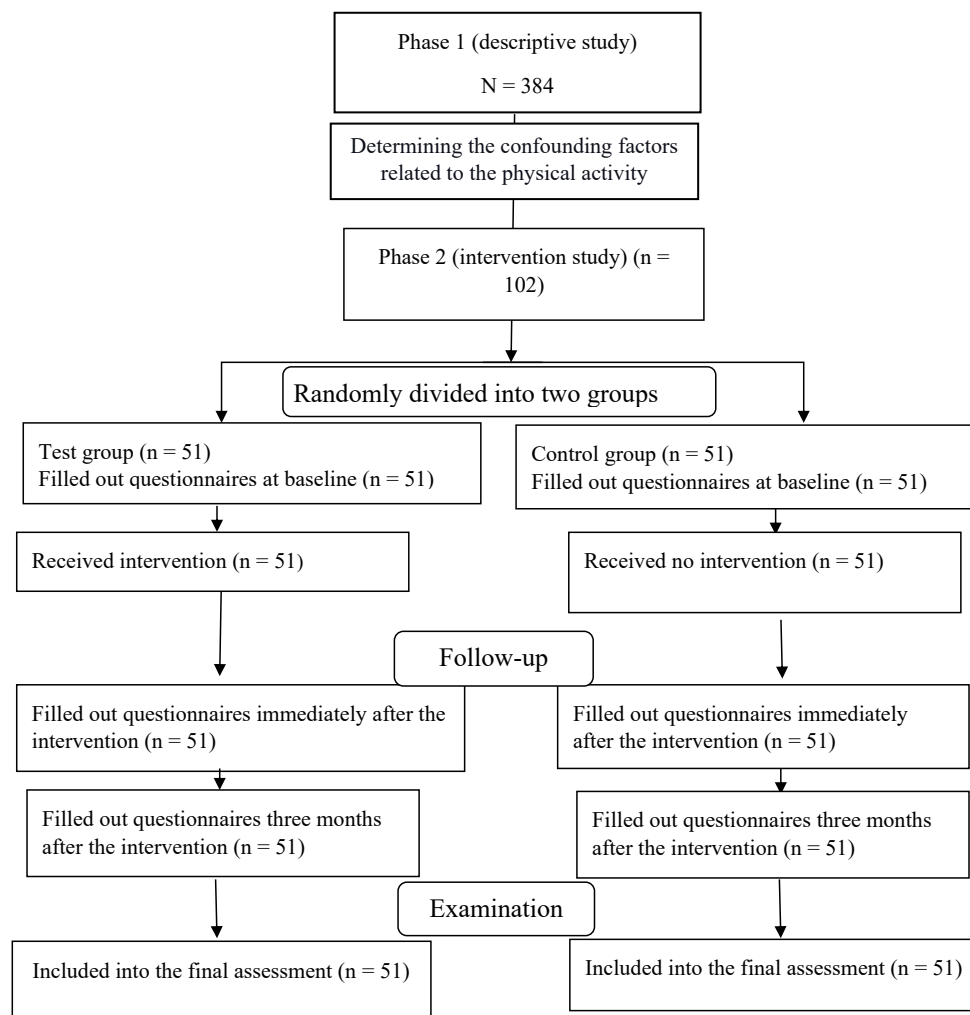 Phase 1 (descriptive study)
N = 384
Determining the confounding factors
related to the physical activity
Phase 2 (intervention study) (n =
102)
Randomly divided into two groups
Test group (n = 51)
Filled out questionnaires at baseline (n = 51)
Control group (n = 51)
Filled out questionnaires at baseline (n = 51)
Received intervention (n = 51)
Received no intervention (n = 51)
Follow-up
Filled out questionnaires immediately after the
intervention (n = 51)
Filled out questionnaires immediately
after the intervention (n = 51)
Filled out questionnaires three months
after the intervention (n = 51)
Filled out questionnaires three months
after the intervention (n = 51)
Examination
Included into the final assessment (n = 51)
Included into the final assessment (n = 51)